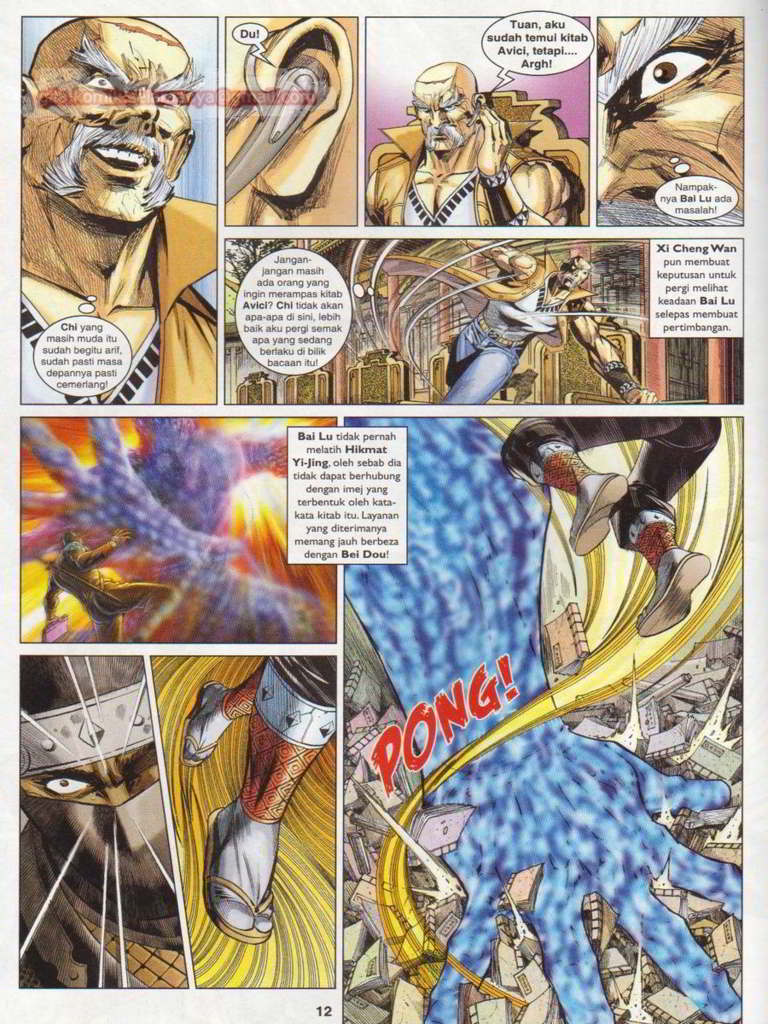 Chi yang
masih muda itu
sudah begitu arif,
sudah pasti masa
depannya pasti
cemerlang!
Du!
Tuan, aku
sudah temui kitab
Avici, tetapi....
Argh!
Nampak-
nya Bai Lu ada
masalah!
Jangan-
jangan masih
ada orang yang
ingin merampas kitab
Avici? Chi tidak akan
apa-apa di sini, lebih
baik aku pergi semak
apa yang sedang
berlaku di bilik
bacaan itu!
Xi Cheng Wan
pun membuat
keputusan untuk
pergi melihat
keadaan Bai Lu
selepas membuat
pertimbangan.
Bai Lu tidak pernah
melatih Hikmat
Yi-Jing, oleh sebab dia
tidak dapat berhubung
dengan imej yang
terbentuk oleh kata-
kata kitab itu. Layanan
yang diterimanya
memang jauh berbeza
dengan Bei Dou!
PONG!
12